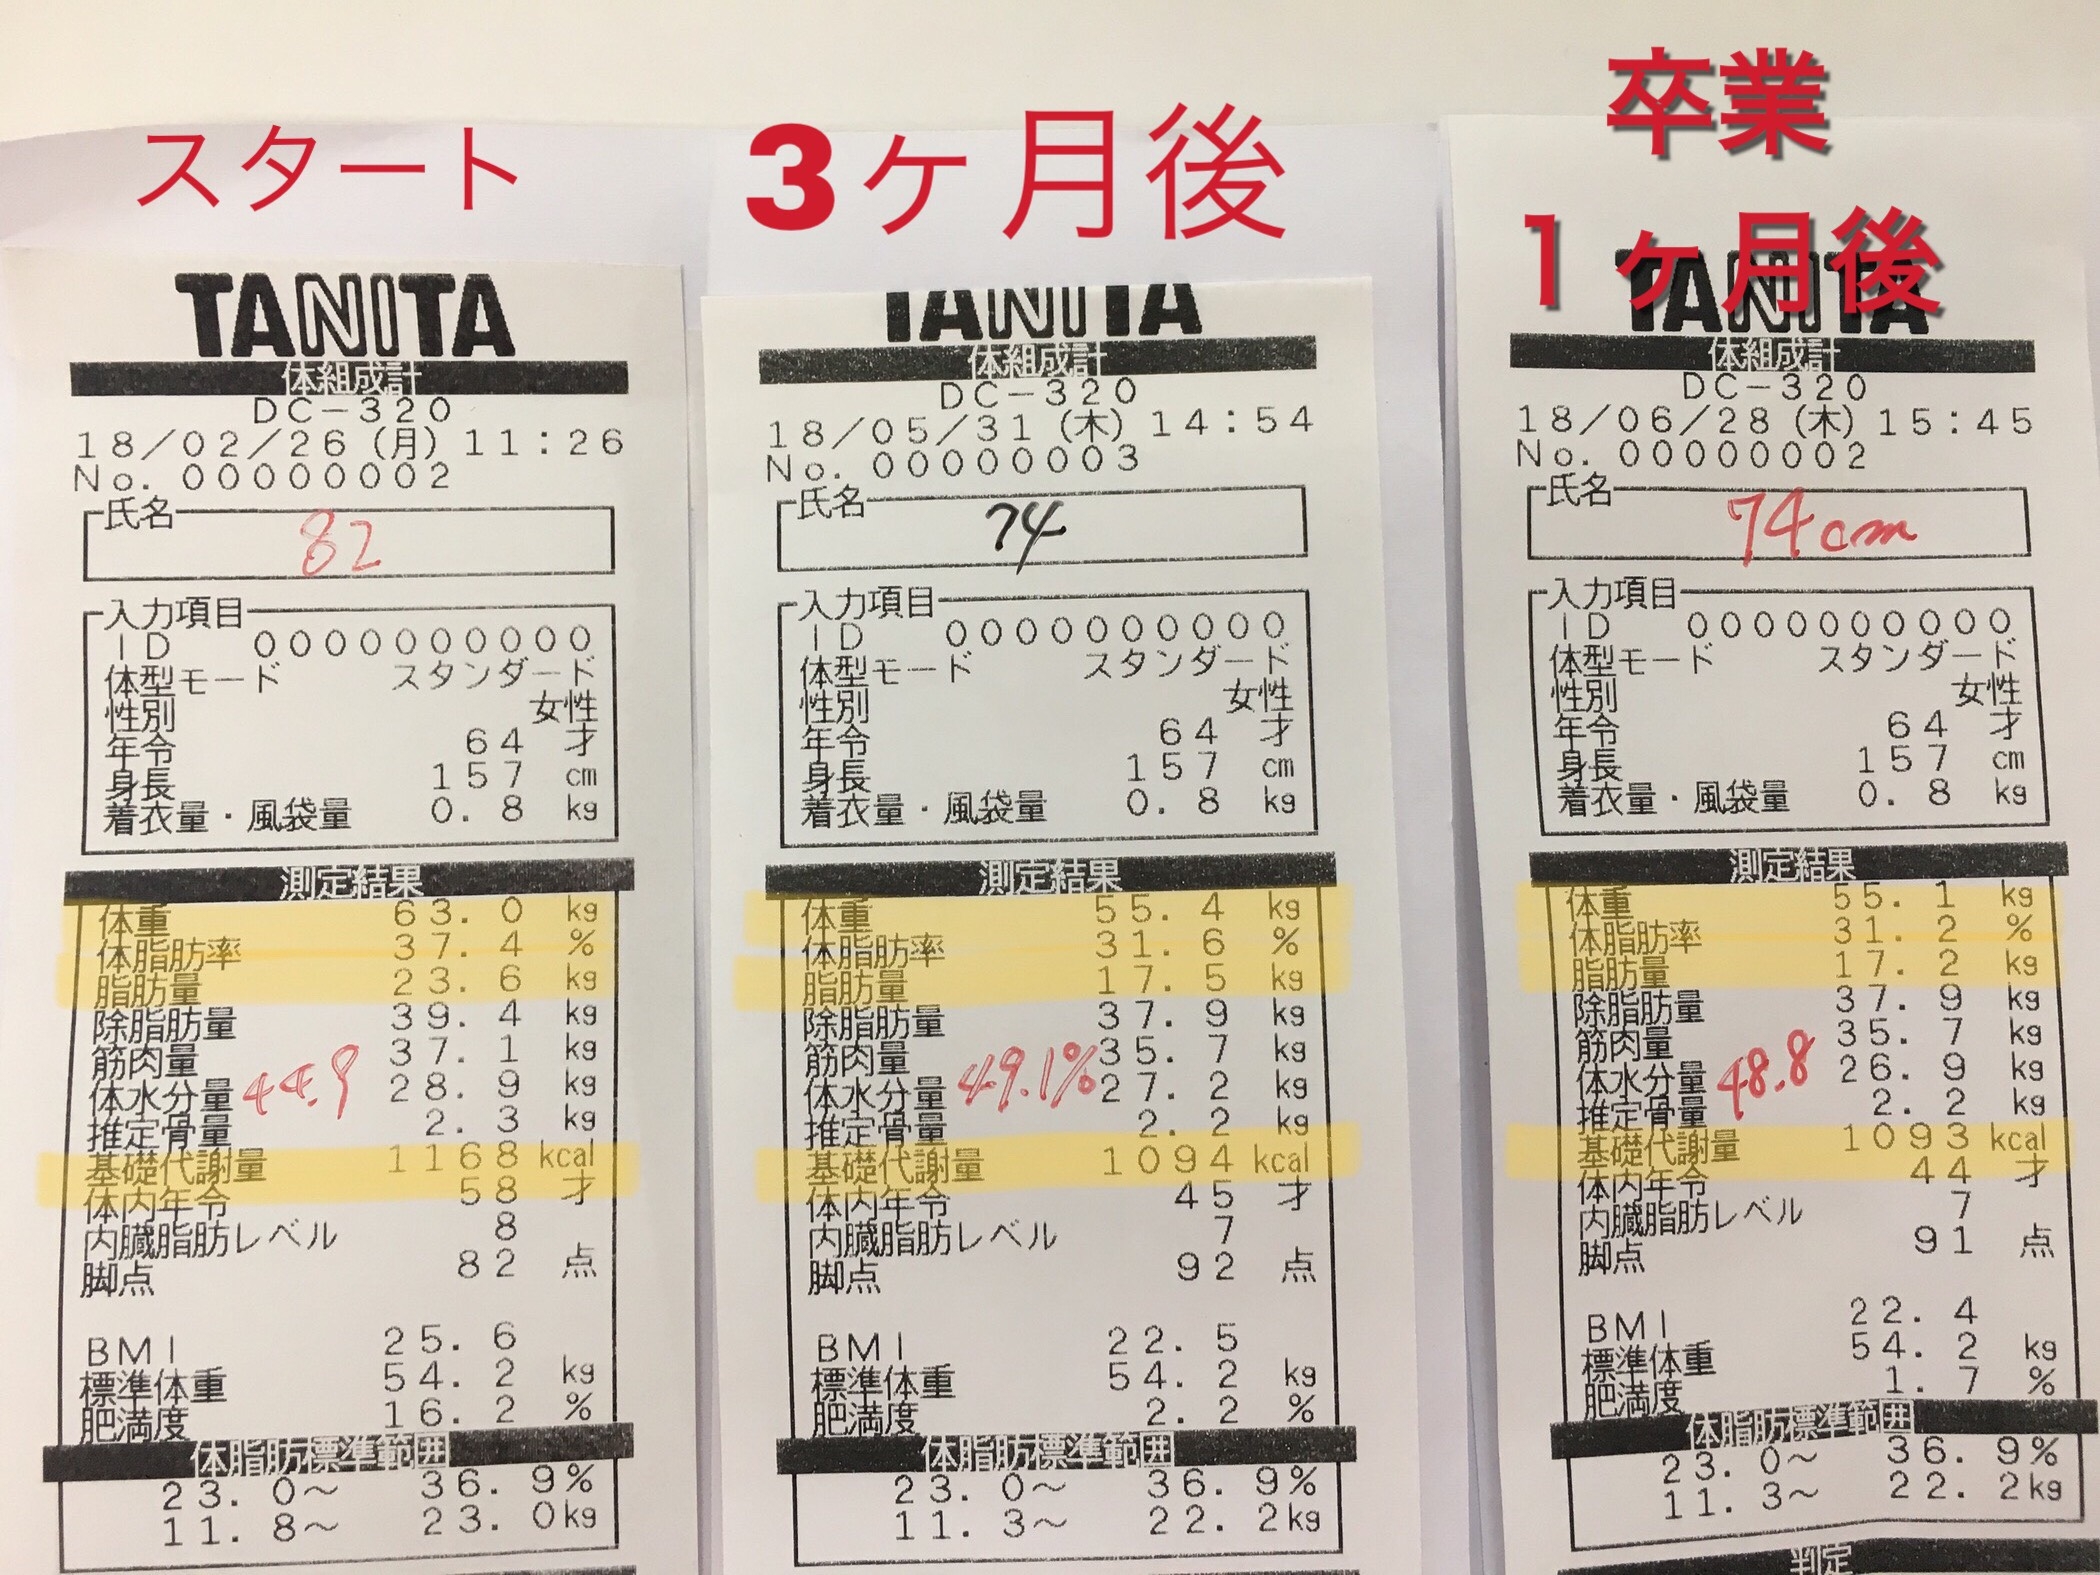 スタート
TANITA
体組成計
DC-320
18/02/26(月)11:26
No. 00000002
氏名
82
入力項目
ID 0000000000
体型モード スタンダード
性別 女性
年令 64 才
身長 157 cm
着衣量・風袋量 0.8 kg
測定結果
体重 63.0 kg
体脂肪率 37.4 %
脂肪量 23.6 kg
除脂肪量 39.4 kg
筋肉量 37.1 kg
体水分量 44.9 28.9 kg
推定骨量 2.3 kg
基礎代謝量 1168 kcal
体内年令 58 才
内臓脂肪レベル 8
脚点 82 点
BMI 25.6
標準体重 54.2 kg
肥満度 16.2 %
体脂肪標準範囲
23.0~ 36.9%
11.8~ 23.0kg
3ヶ月後
TANITA
体組成計
DC-320
18/05/31(木)14:54
No. 00000003
氏名
74
入力項目
ID 0000000000
体型モード スタンダード
性別 女性
年令 64 才
身長 157 cm
着衣量・風袋量 0.8 kg
測定結果
体重 55.4 kg
体脂肪率 31.6 %
脂肪量 17.5 kg
除脂肪量 37.9 kg
筋肉量 35.7 kg
体水分量 49.1% 27.2 kg
推定骨量 2.2 kg
基礎代謝量 1094 kcal
体内年令 45 才
内臓脂肪レベル 7
脚点 92 点
BMI 22.5
標準体重 54.2 kg
肥満度 2.2 %
体脂肪標準範囲
23.0~ 36.9%
11.3~ 22.2kg
卒業
1ヶ月後
TANITA
体組成計
DC-320
18/06/28(木)15:45
No. 00000002
氏名
74cm
入力項目
ID 0000000000
体型モード スタンダード
性別 女性
年令 64 才
身長 157 cm
着衣量・風袋量 0.8 kg
測定結果
体重 55.1 kg
体脂肪率 31.2 %
脂肪量 17.2 kg
除脂肪量 37.9 kg
筋肉量 35.7 kg
体水分量 48.8 26.9 kg
推定骨量 2.2 kg
基礎代謝量 1093 kcal
体内年令 44 才
内臓脂肪レベル 7
脚点 91 点
BMI 22.4
標準体重 54.2 kg
肥満度 1.7 %
体脂肪標準範囲
23.0~ 36.9%
11.3~ 22.2kg
判定